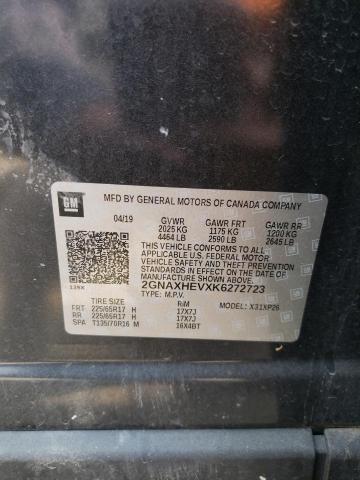 GM
MFD BY GENERAL MOTORS OF CANADA COMPANY
04/19 GVWR GAWR FRT GAWR RR
2025 KG 1175 KG 1200 KG
4464 LB 2590 LB 2645 LB
THIS VEHICLE CONFORMS TO ALL APPLICABLE
U.S. FEDERAL MOTOR VEHICLE SAFETY, BUMPER,
AND THEFT PREVENTION STANDARDS IN EFFECT ON THE
DATE OF MANUFACTURE SHOWN ABOVE.
2GNAXHEVXK6272723
TYPE: M.P.V. MODEL: X31XP26
139X
TIRE SIZE RIM
FRT 225/65R17 H 17X7J
RR 225/65R17 H 17X7J
SPA T135/70R16 M 16X4BT